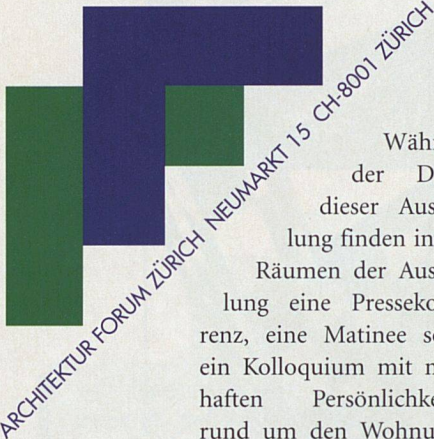 ARCHITEKTUR FORUM ZÜRICH NEUMARKT 15 CH-8001 ZÜRICH
Währ
der D
dieser Aus
lung finden in
Räumen der Aus
lung eine Presseko
renz, eine Matinee s
ein Kolloquium mit n
haften Persönlichke
rund um den Wohnu